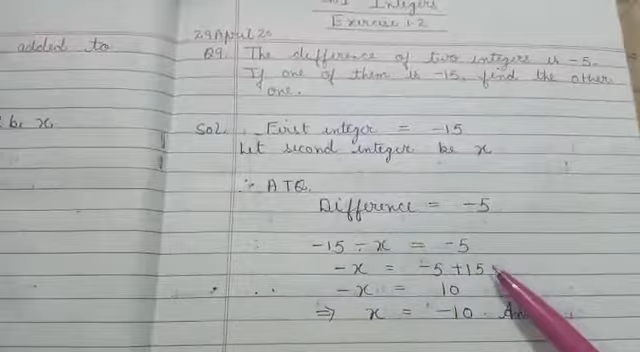 Integers
Exercise 1.2
added to
29 April 20
Q9. The difference of two integers is -5.
If one of them is -15, find the other
one.
be x.
Sol. First integer = -15
Let second integer be x
∵ ATQ.
Difference = -5
-15 - x = -5
-x = -5 + 15
∴ -x = 10
⇒ x = -10